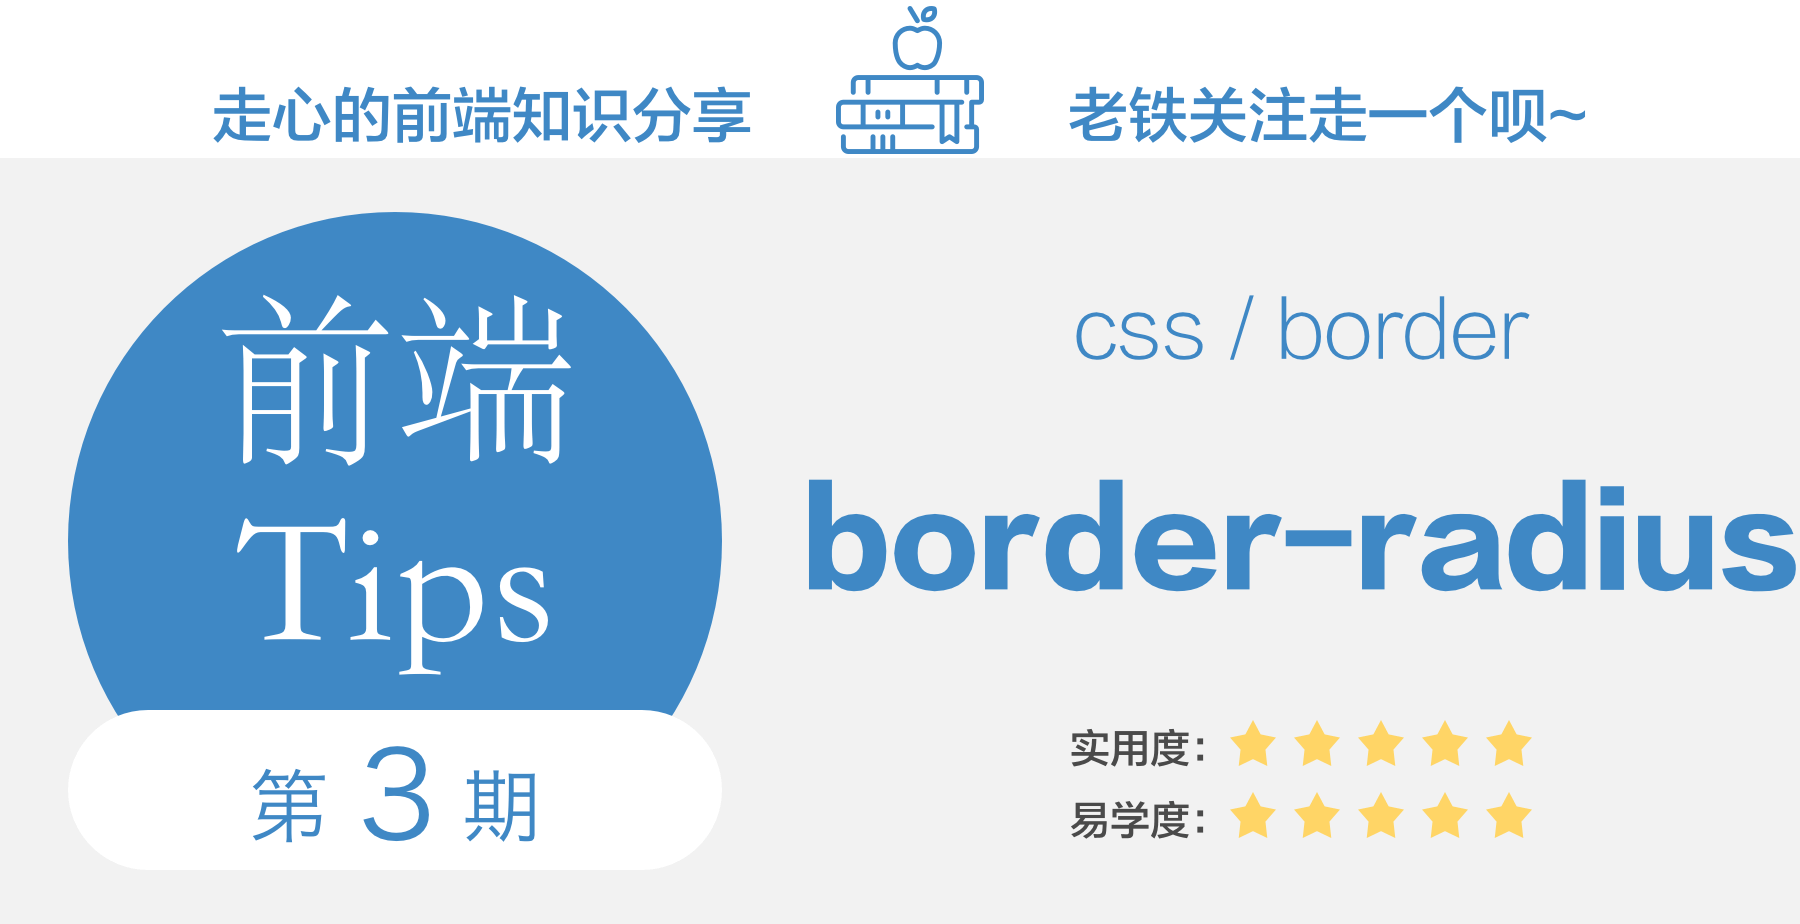 走心的前端知识分享
老铁关注走一个呗~
前端
Tips
第 3 期
css / border
border-radius
实用度：
易学度：